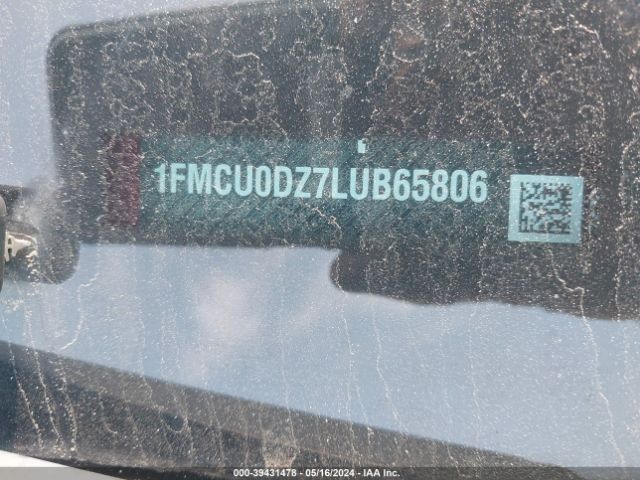 1FMCU0DZ7LUB65806
000-39431478 - 05/16/2024 - IAA Inc.